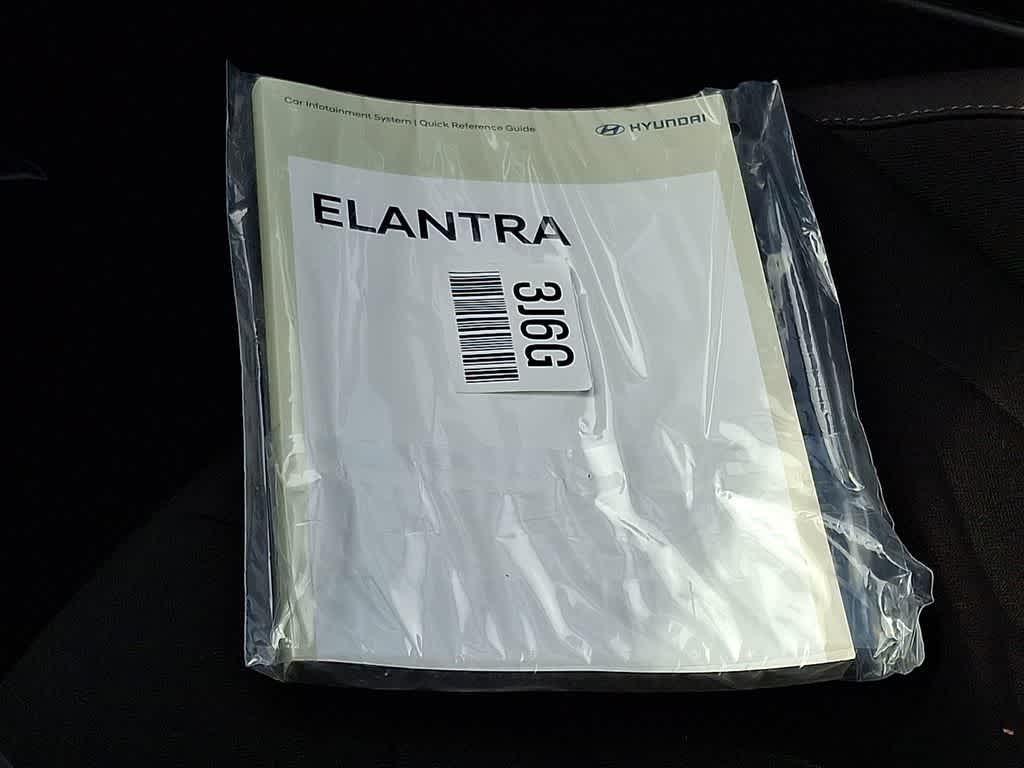 Car Infotainment System | Quick Reference Guide
HYUNDAI
ELANTRA
3J6G